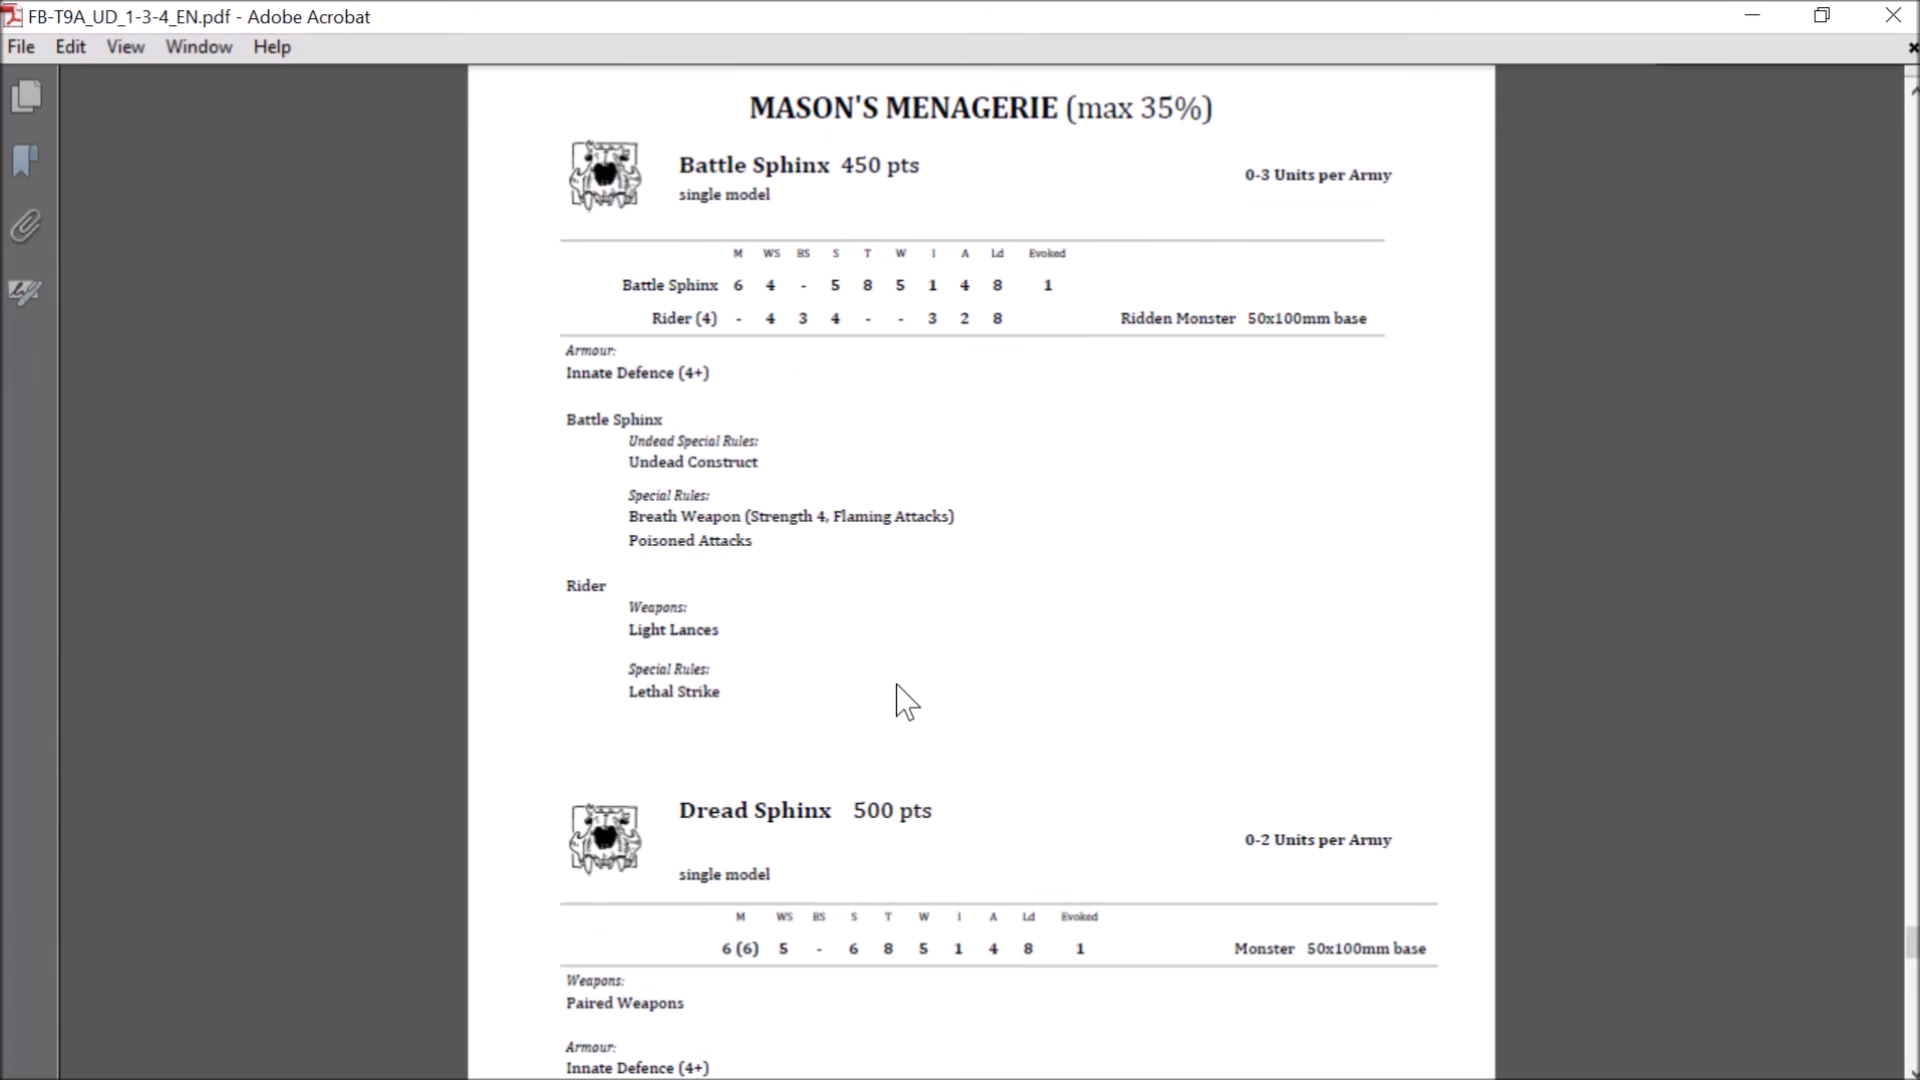 FB-T9A_UD_1-3-4_EN.pdf - Adobe Acrobat
File Edit View Window Help
MASON'S MENAGERIE (max 35%)
Battle Sphinx 450 pts
0-3 Units per Army
single model
M WS BS S T W I A Ld Evoked
Battle Sphinx 6 4 - 5 8 5 1 4 8 1
Rider (4) - 4 3 4 - - 3 2 8 Ridden Monster 50x100mm base
Armour:
Innate Defence (4+)
Battle Sphinx
Undead Special Rules:
Undead Construct
Special Rules:
Breath Weapon (Strength 4, Flaming Attacks)
Poisoned Attacks
Rider
Weapons:
Light Lances
Special Rules:
Lethal Strike
Dread Sphinx 500 pts
0-2 Units per Army
single model
M WS BS S T W I A Ld Evoked
6 (6) 5 - 6 8 5 1 4 8 1 Monster 50x100mm base
Weapons:
Paired Weapons
Armour:
Innate Defence (4+)